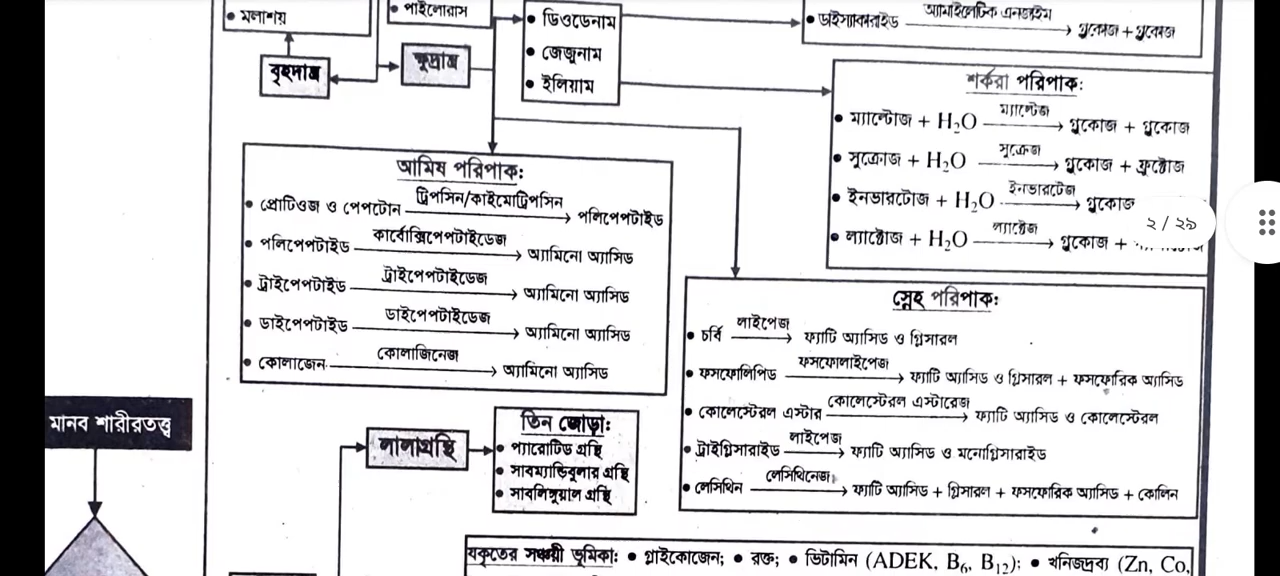 • মলাশয়
• পাইলোরাস
বৃহদান্ত্র
ক্ষুদ্রান্ত্র
• ডিওডেনাম
• জেজুনাম
• ইলিয়াম
• ডাইস্যাকারাইড অ্যামাইলেটিক এনজাইম গ্লুকোজ + গ্লুকোজ
শর্করা পরিপাক:
• ম্যালটোজ + H₂O ম্যালটেজ গ্লুকোজ + গ্লুকোজ
• সুক্রোজ + H₂O সুক্রেজ গ্লুকোজ + ফ্রুক্টোজ
• ইনভারটোজ + H₂O ইনভারটেজ গ্লুকোজ
• ল্যাক্টোজ + H₂O ল্যাক্টেজ গ্লুকোজ +
২ / ২৯
আমিষ পরিপাক:
• প্রোটিওজ ও পেপটোন ট্রিপসিন/কাইমোট্রিপসিন পলিপেপটাইড
• পলিপেপটাইড কার্বোক্সিপেপটাইডেজ অ্যামিনো অ্যাসিড
• ট্রাইপেপটাইড ট্রাইপেপটাইডেজ অ্যামিনো অ্যাসিড
• ডাইপেপটাইড ডাইপেপটাইডেজ অ্যামিনো অ্যাসিড
• কোলাজেন কোলাজিনেজ অ্যামিনো অ্যাসিড
স্নেহ পরিপাক:
• চর্বি লাইপেজ ফ্যাটি অ্যাসিড ও গ্লিসারল
• ফসফোলিপিড ফসফোলাইপেজ ফ্যাটি অ্যাসিড ও গ্লিসারল + ফসফোরিক অ্যাসিড
• কোলেস্টেরল এস্টার কোলেস্টেরল এস্টারেজ ফ্যাটি অ্যাসিড ও কোলেস্টেরল
• ট্রাইগ্লিসারাইড লাইপেজ ফ্যাটি অ্যাসিড ও মনোগ্লিসারাইড
• লেসিথিন লেসিথিনেজ ফ্যাটি অ্যাসিড + গ্লিসারল + ফসফোরিক অ্যাসিড + কোলিন
মানব শারীরতত্ত্ব
লালাগ্রন্থি
তিন জোড়া:
• প্যারোটিড গ্রন্থি
• সাবম্যান্ডিবুলার গ্রন্থি
• সাবলিঙ্গুয়াল গ্রন্থি
যকৃতের সঞ্চয়ী ভূমিকা: • গ্লাইকোজেন; • রক্ত; • ভিটামিন (ADEK, B₆, B₁₂); • খনিজদ্রব্য (Zn, Co,